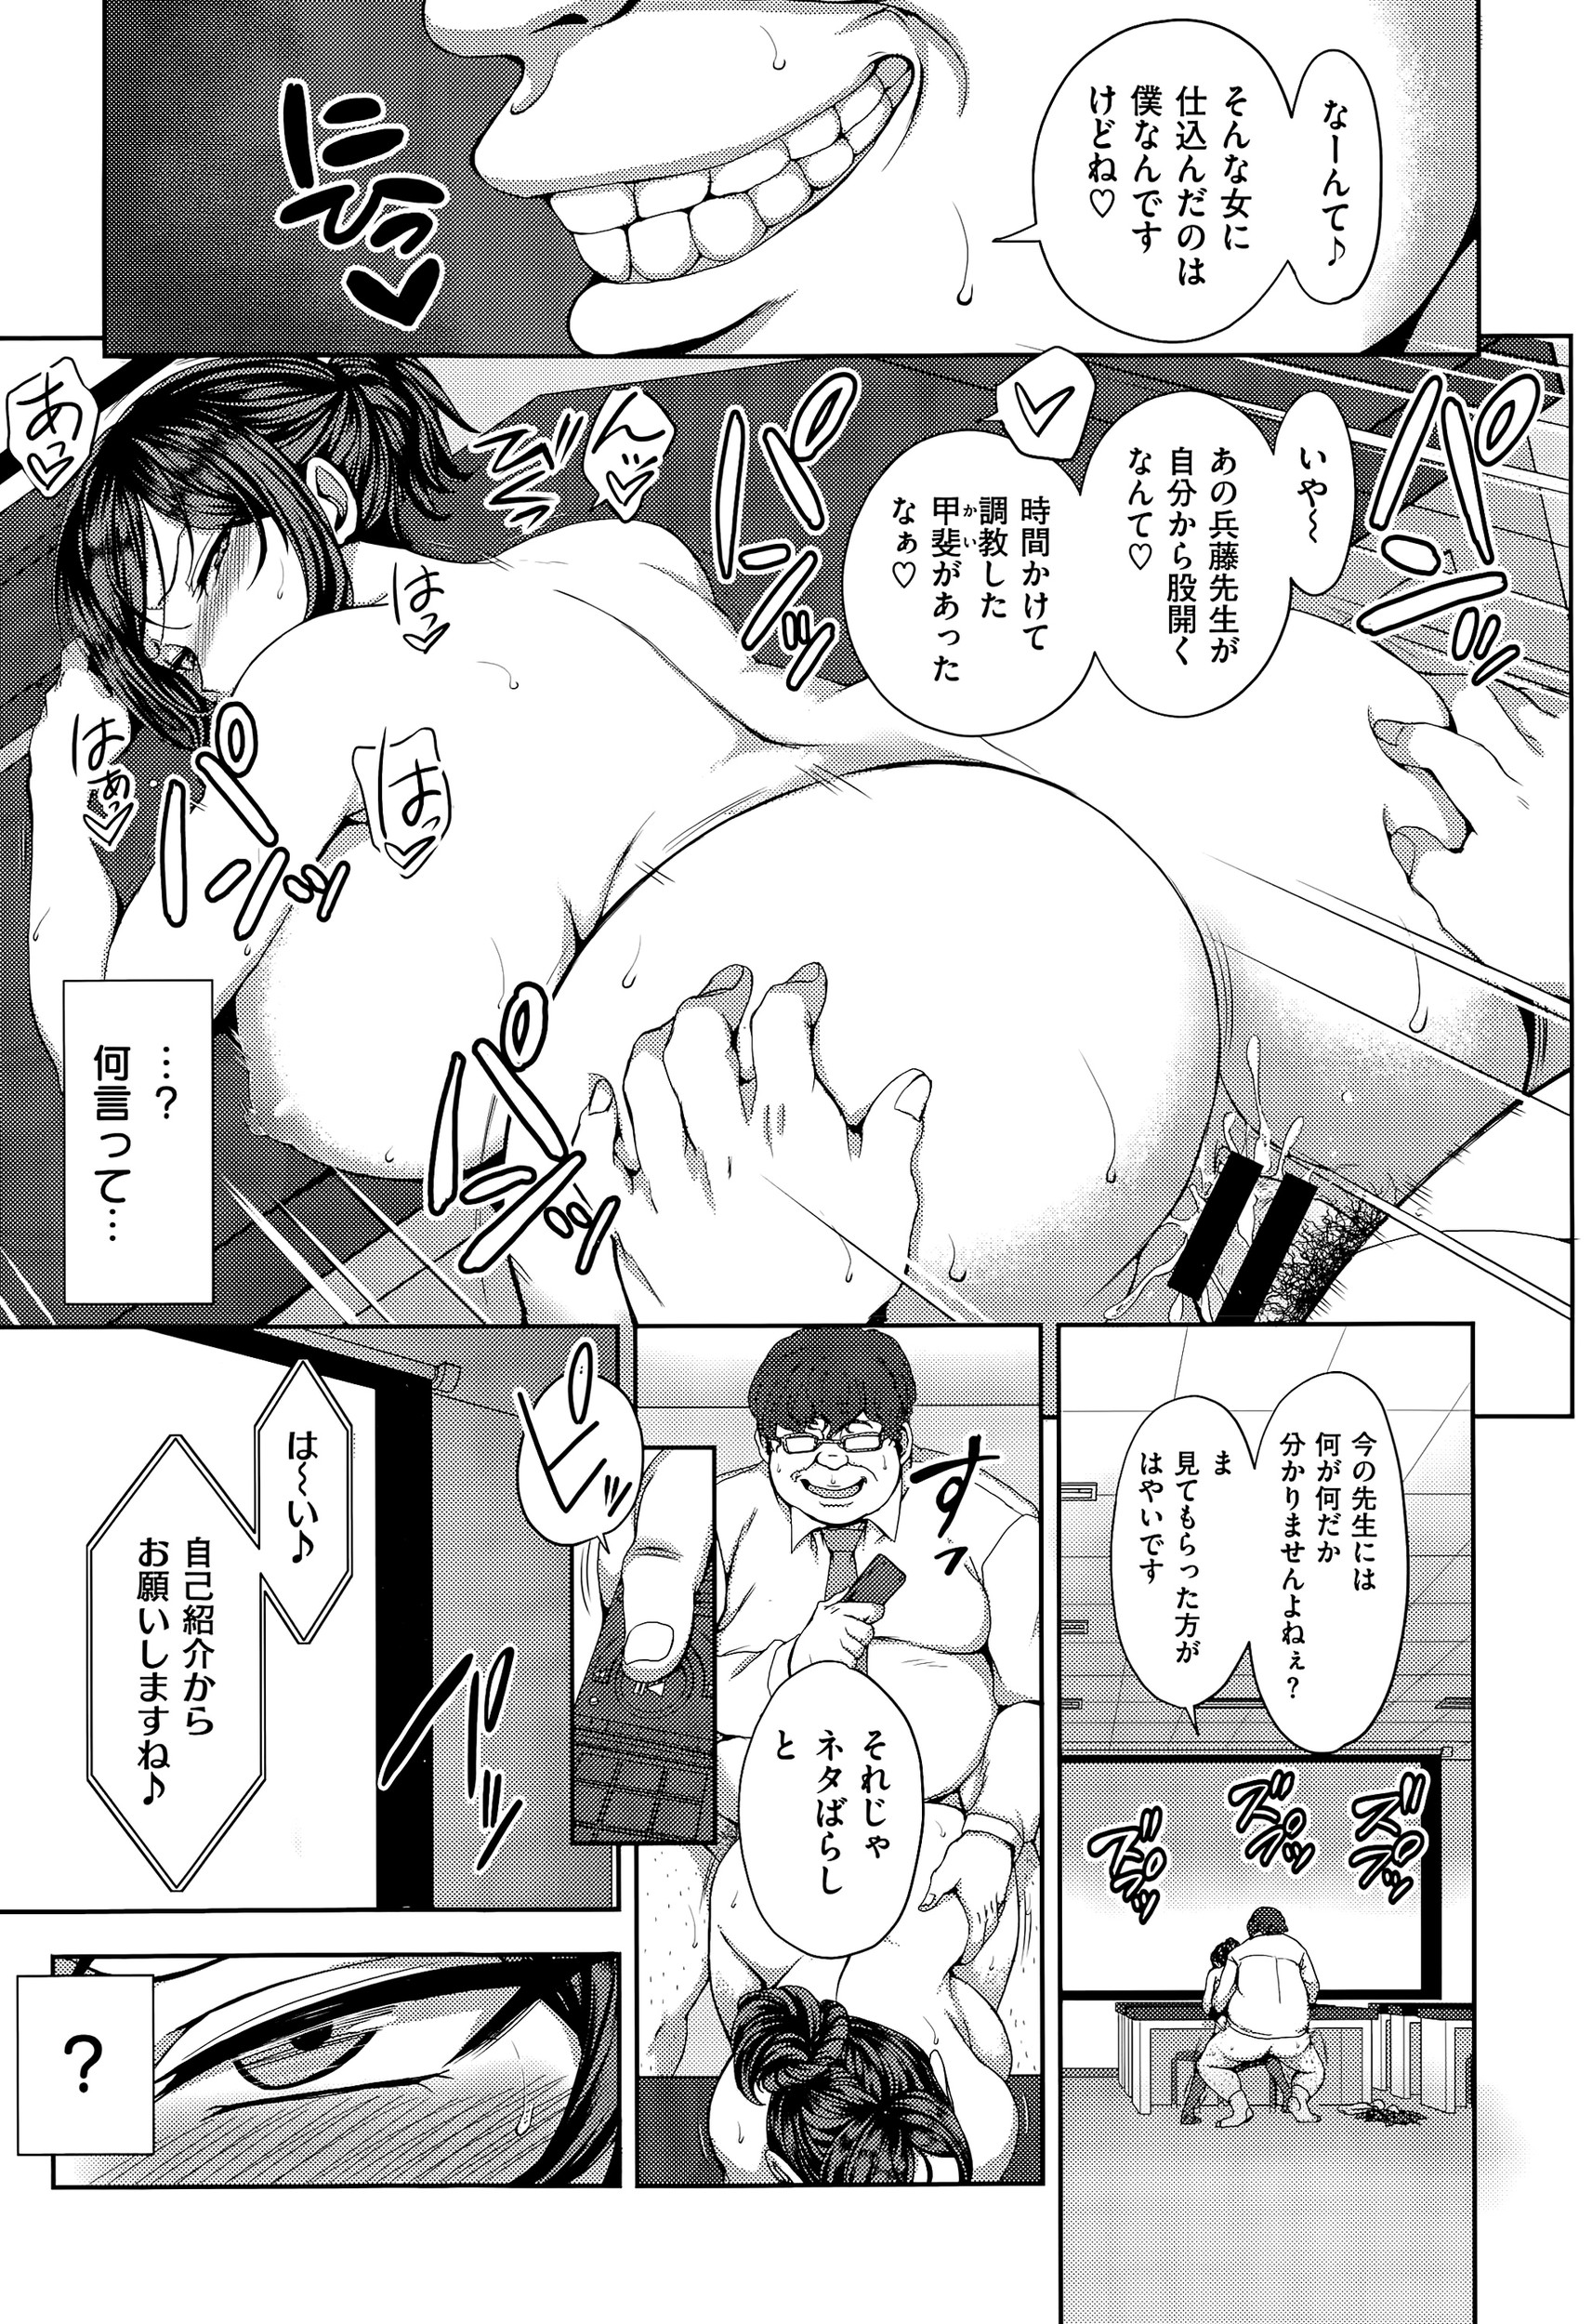 なーんて♪
そんな女に
仕込んだのは
僕なんです
けどね♡
にひっ♥
いや〜
あの兵藤先生が
自分から股開く
なんて♡
♡
時間かけて
調教した
甲斐があった
かい
なぁ♡
パンッ
パンッ
んッ♡
あっ♡
はっ♡
はっ♡
はぁっ♡
パンッ
パンッ
…?
何言って…
今の先生には
何が何だか
分かりませんよねぇ?
ま
見てもらった方が
はやいです
ズプッ
ズプッ
ズプッ
すっ
それじゃ
ネタばらし
と
ピッ
パッ
は〜い♪
自己紹介から
お願いしますね♪
?